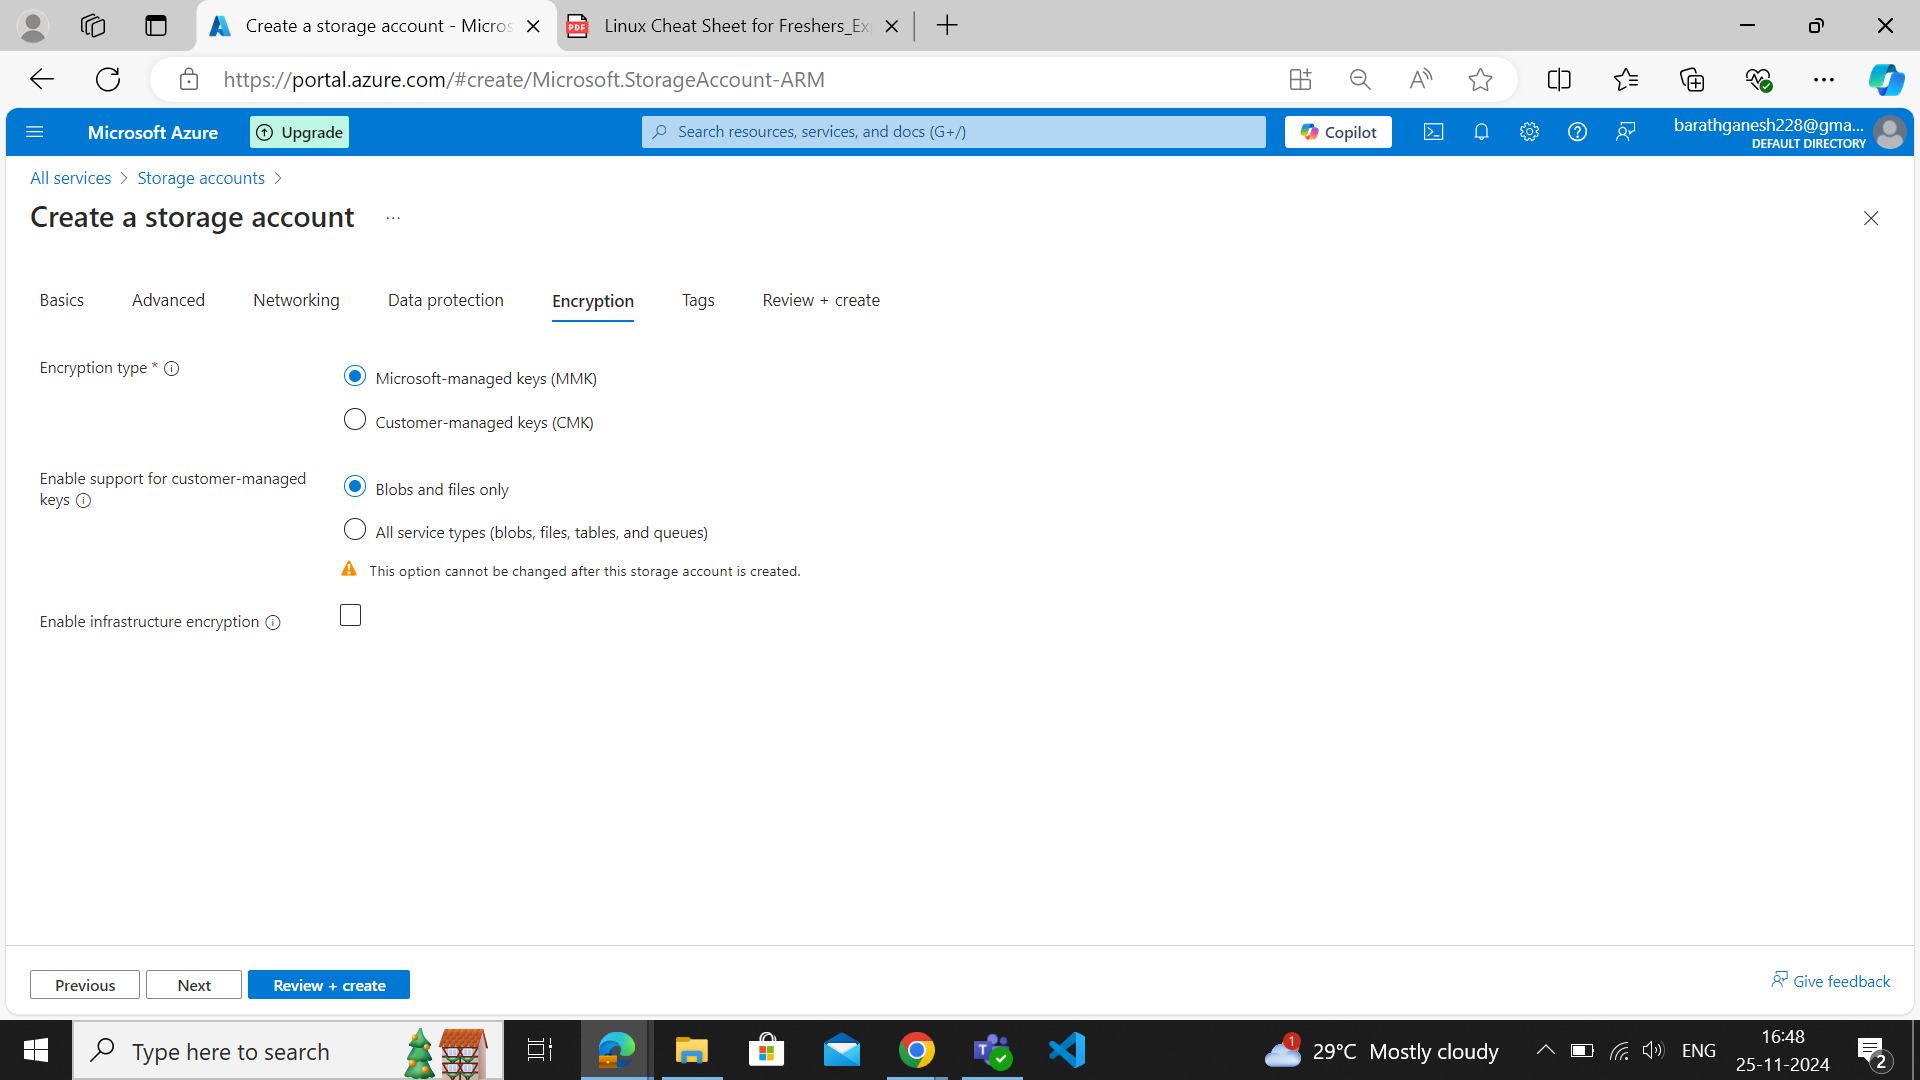 Create a storage account - Micros
Linux Cheat Sheet for Freshers_Ex
https://portal.azure.com/#create/Microsoft.StorageAccount-ARM
Microsoft Azure
Upgrade
Search resources, services, and docs (G+/)
Copilot
barathganesh228@gma...
DEFAULT DIRECTORY
All services
Storage accounts
Create a storage account
...
Basics
Advanced
Networking
Data protection
Encryption
Tags
Review + create
Encryption type *
Microsoft-managed keys (MMK)
Customer-managed keys (CMK)
Enable support for customer-managed
keys
Blobs and files only
All service types (blobs, files, tables, and queues)
This option cannot be changed after this storage account is created.
Enable infrastructure encryption
Previous
Next
Review + create
Give feedback
Type here to search
1
29°C Mostly cloudy
ENG
16:48
25-11-2024
2